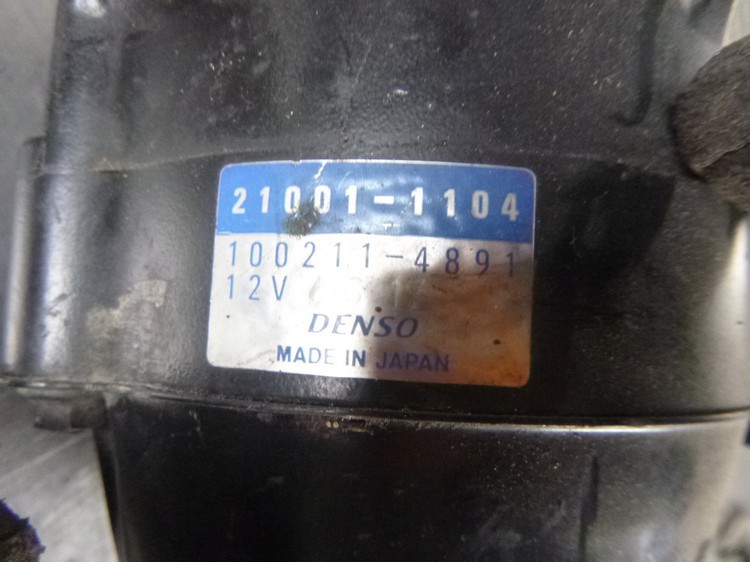 21001-1104
100211-4891
12V
DENSO
MADE IN JAPAN